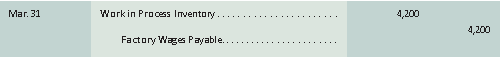 Mar. 31 Work in Process Inventory . . . . . . . . . . . . . . . . . . . . . . . . 4,200
4,200
Factory Wages Payable. . . . . . . . . . . . . . . . . . . . . . .